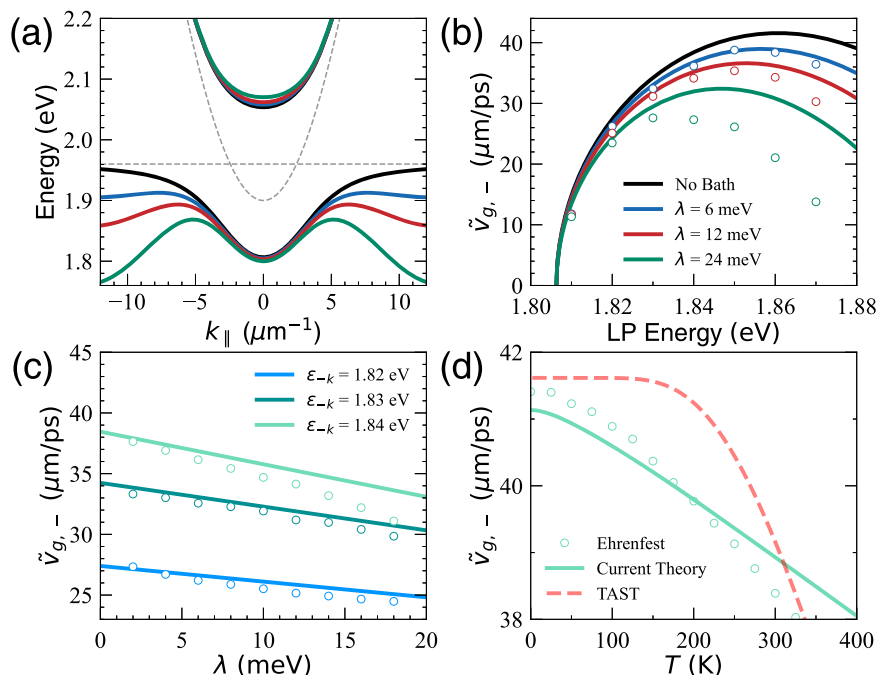 (a)
2.2
2.1
2.0
1.9
1.8
Energy (eV)
−10 −5 0 5 10
k∥ (μm⁻¹)
(b)
40
30
20
10
0
ṽg,− (μm/ps)
No Bath
λ = 6 meV
λ = 12 meV
λ = 24 meV
1.80 1.82 1.84 1.86 1.88
LP Energy (eV)
(c)
45
40
35
30
25
ṽg,− (μm/ps)
ε−k = 1.82 eV
ε−k = 1.83 eV
ε−k = 1.84 eV
0 5 10 15 20
λ (meV)
(d)
42
40
38
ṽg,− (μm/ps)
Ehrenfest
Current Theory
TAST
0 100 200 300 400
T (K)